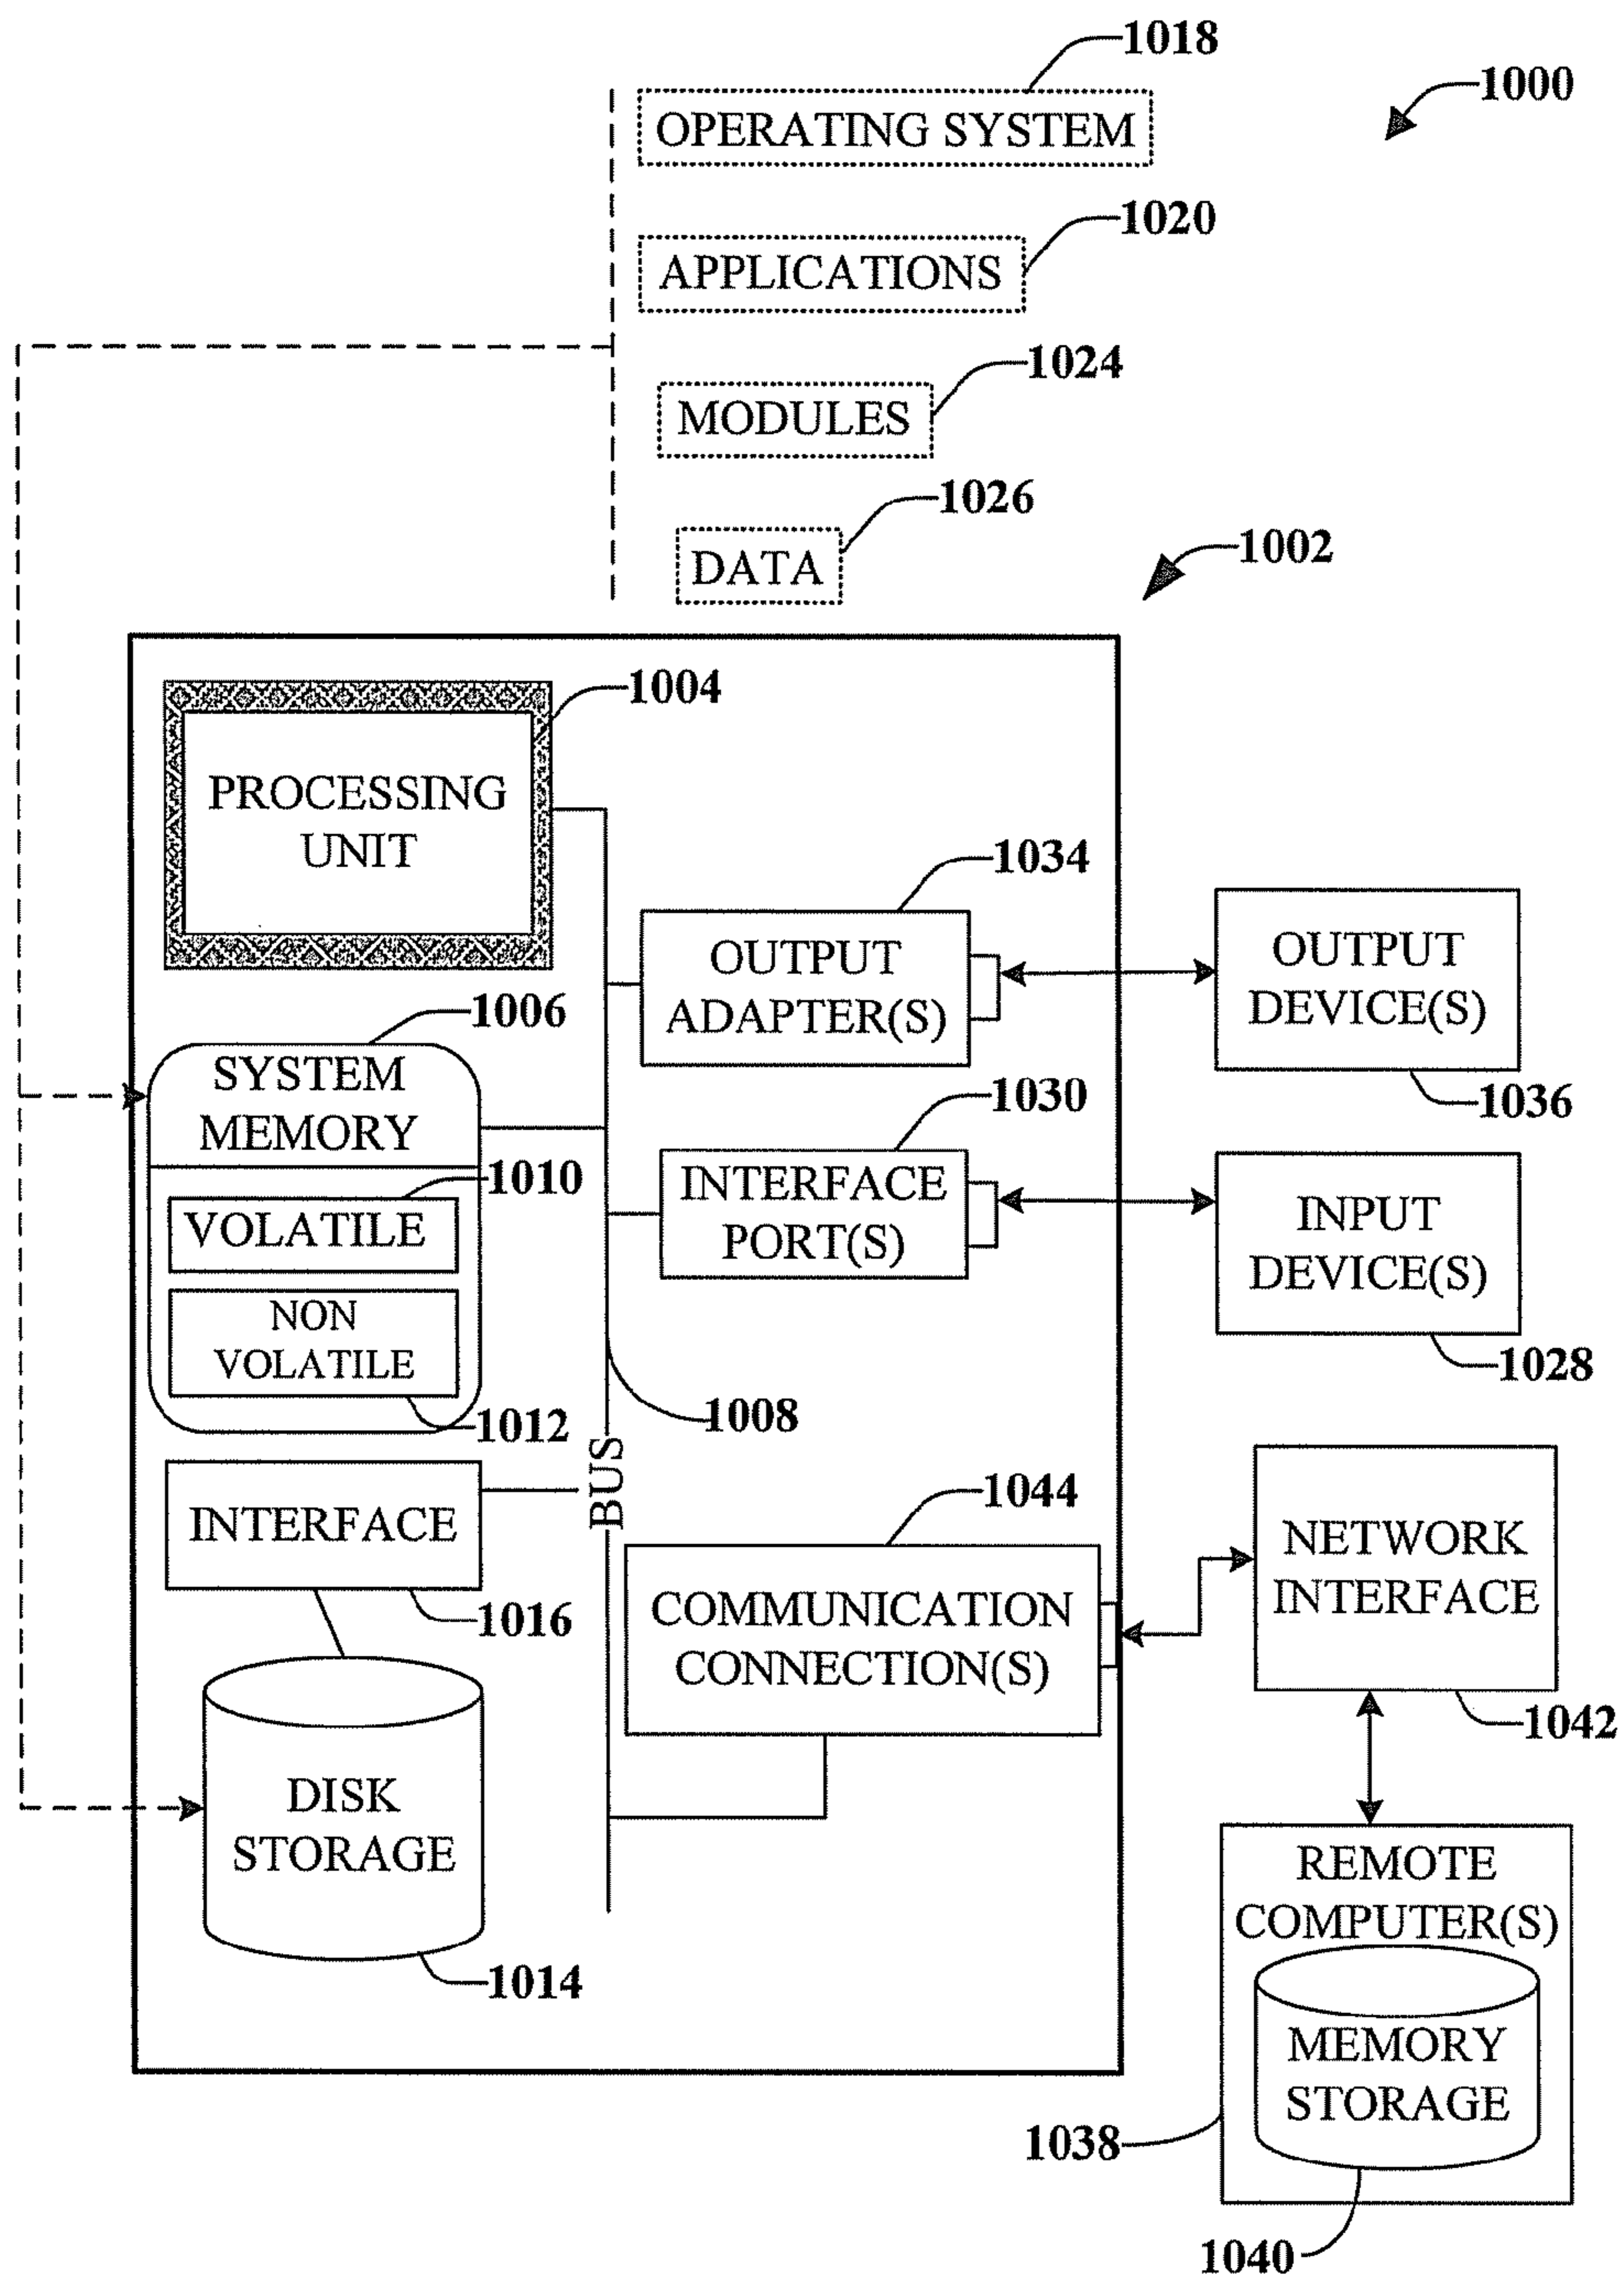 1018
1000
OPERATING SYSTEM
1020
APPLICATIONS
1024
MODULES
1026
DATA
1002
1004
PROCESSING
UNIT
1034
OUTPUT
ADAPTER(S)
OUTPUT
DEVICE(S)
1036
1006
SYSTEM
MEMORY
1010
VOLATILE
NON
VOLATILE
1012
1030
INTERFACE
PORT(S)
INPUT
DEVICE(S)
1028
1008
BUS
INTERFACE
1016
1044
COMMUNICATION
CONNECTION(S)
NETWORK
INTERFACE
1042
DISK
STORAGE
1014
REMOTE
COMPUTER(S)
MEMORY
STORAGE
1038
1040